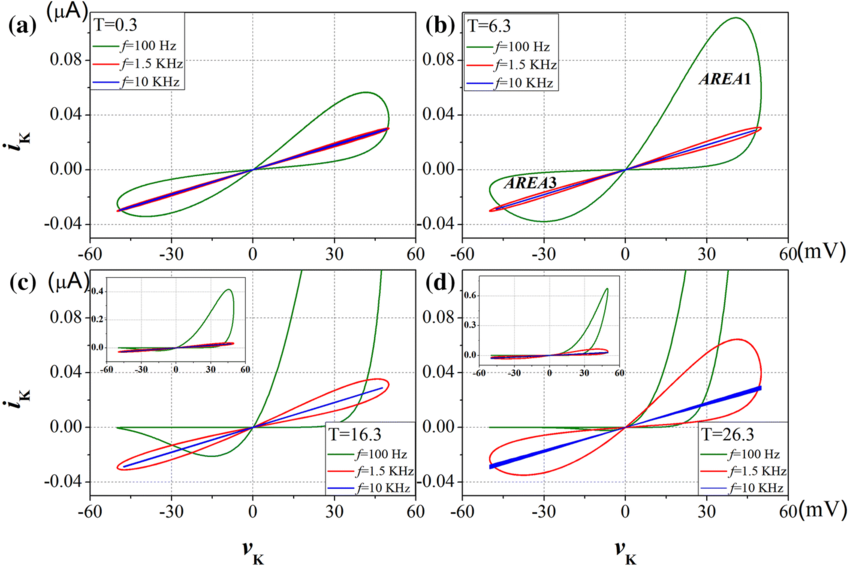 (a) (μA)
T=0.3
f=100 Hz
f=1.5 KHz
f=10 KHz
0.08
0.04
0.00
-0.04
-60 -30 0 30 60
i_K
(b)
T=6.3
f=100 Hz
f=1.5 KHz
f=10 KHz
AREA1
AREA3
0.08
0.04
0.00
-0.04
-60 -30 0 30 60 (mV)
(c) (μA)
0.4
0.2
0.0
-60 -30 0 30 60
0.08
0.04
0.00
-0.04
T=16.3
f=100 Hz
f=1.5 KHz
f=10 KHz
-60 -30 0 30 60
i_K
v_K
(d)
0.6
0.3
0.0
-60 -30 0 30 60
0.08
0.04
0.00
-0.04
T=26.3
f=100 Hz
f=1.5 KHz
f=10 KHz
-60 -30 0 30 60 (mV)
v_K